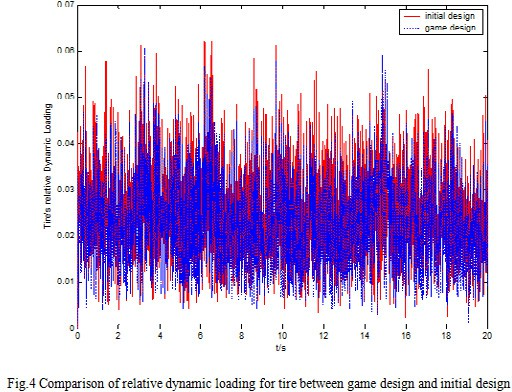 0.07
initial design
game design
0.06
0.05
0.04
0.03
0.02
0.01
0
Tire's relative Dynamic Loading
0 2 4 6 8 10 12 14 16 18 20
t/s
Fig.4 Comparison of relative dynamic loading for tire between game design and initial design